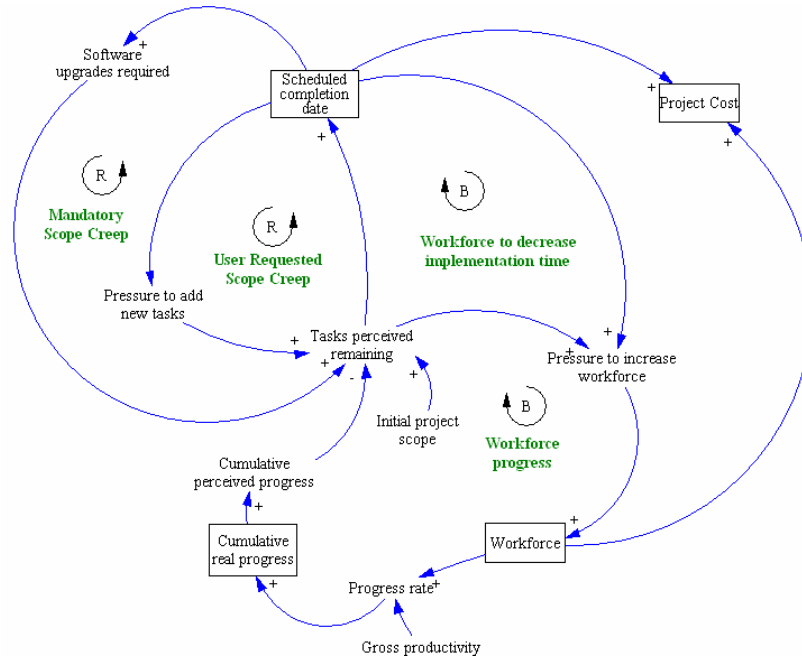 Software
upgrades required
+
Scheduled
completion
date
+
Project Cost
+
+
R
Mandatory
Scope Creep
R
User Requested
Scope Creep
B
Workforce to decrease
implementation time
Pressure to add
new tasks
+
Tasks perceived
remaining
+
-
+
+
+
Pressure to increase
workforce
B
Workforce
progress
Initial project
scope
Cumulative
perceived progress
+
Cumulative
real progress
+
Workforce
+
Progress rate
+
Gross productivity